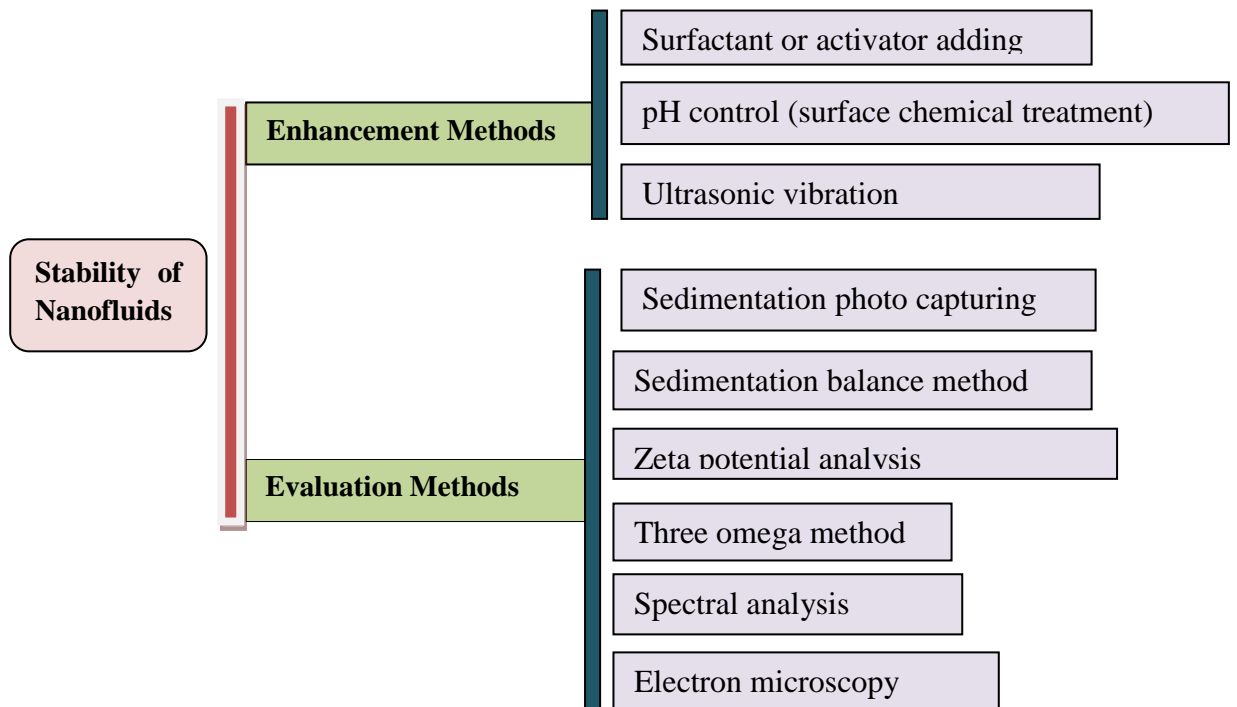 Stability of
Nanofluids
Enhancement Methods
Surfactant or activator adding
pH control (surface chemical treatment)
Ultrasonic vibration
Evaluation Methods
Sedimentation photo capturing
Sedimentation balance method
Zeta potential analysis
Three omega method
Spectral analysis
Electron microscopy